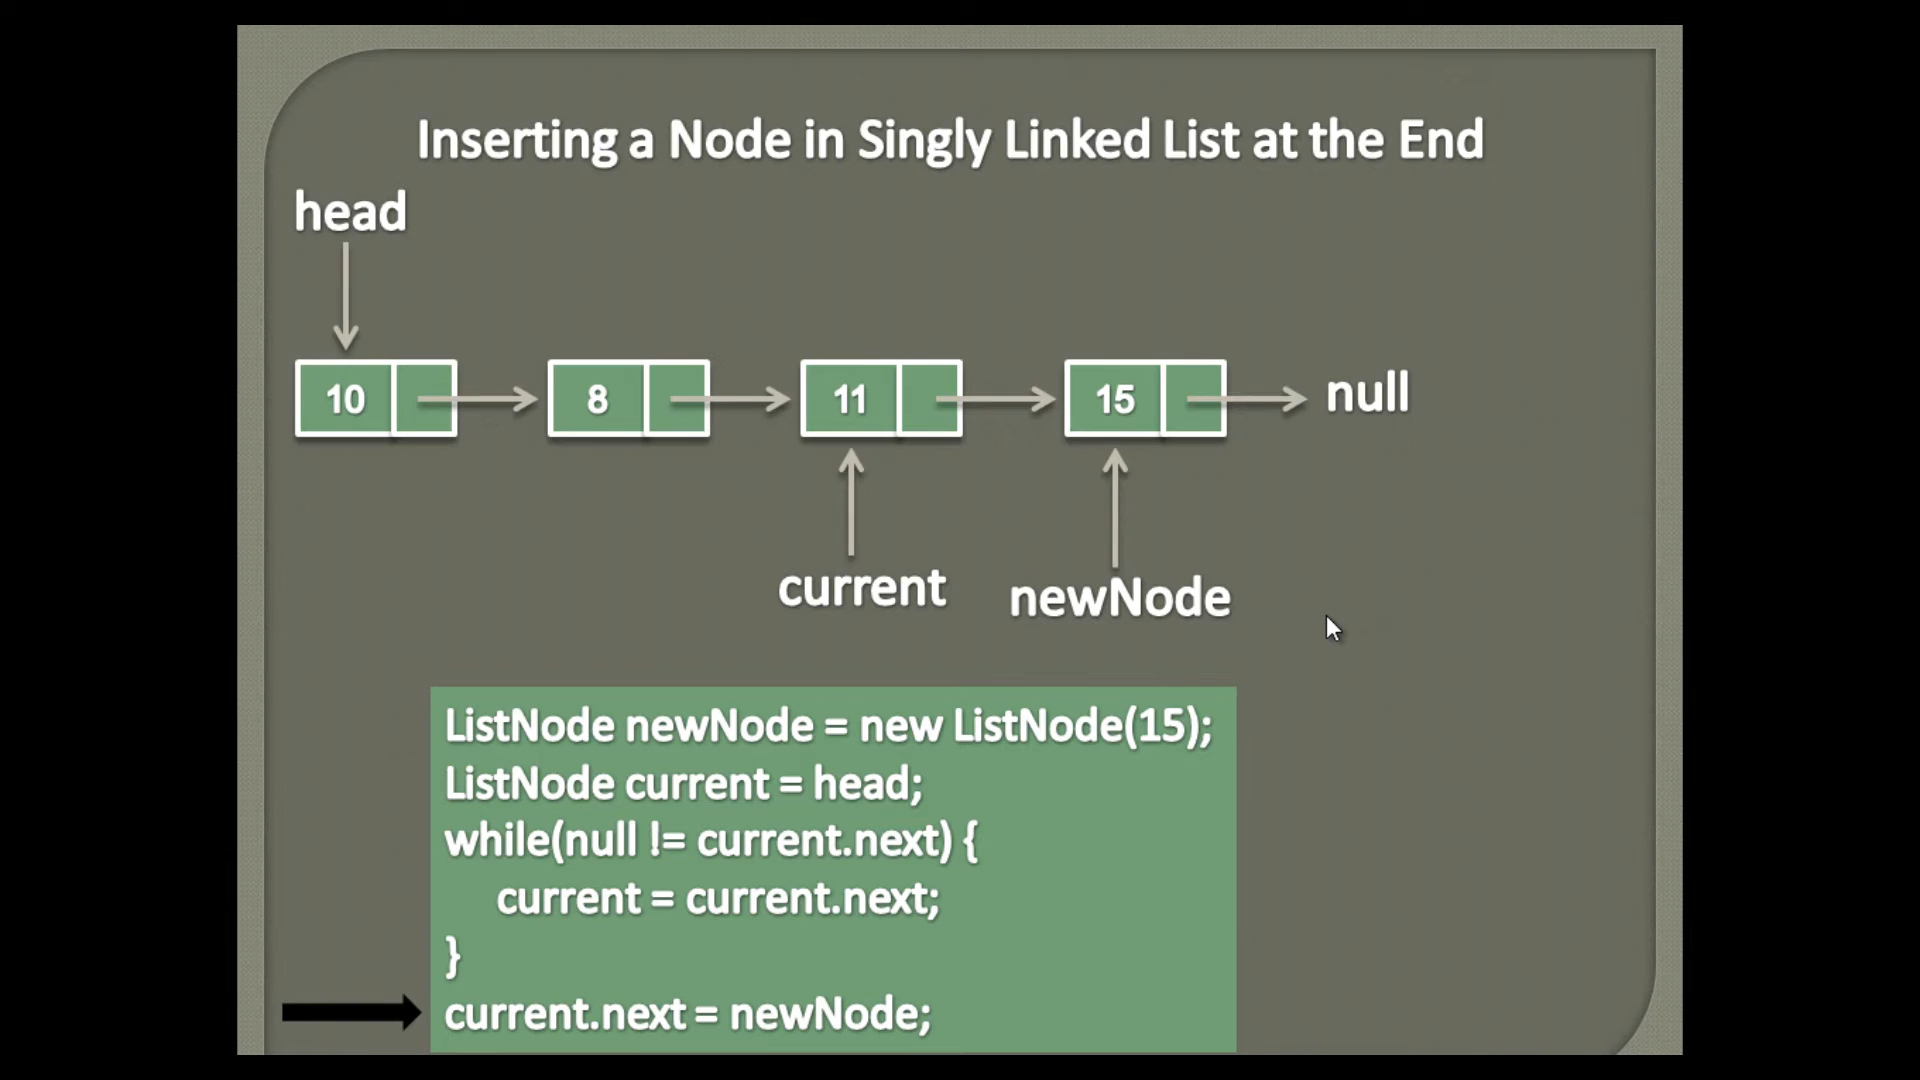 Inserting a Node in Singly Linked List at the End
head
10 8 11 15 null
current newNode
ListNode newNode = new ListNode(15);
ListNode current = head;
while(null != current.next) {
current = current.next;
}
current.next = newNode;